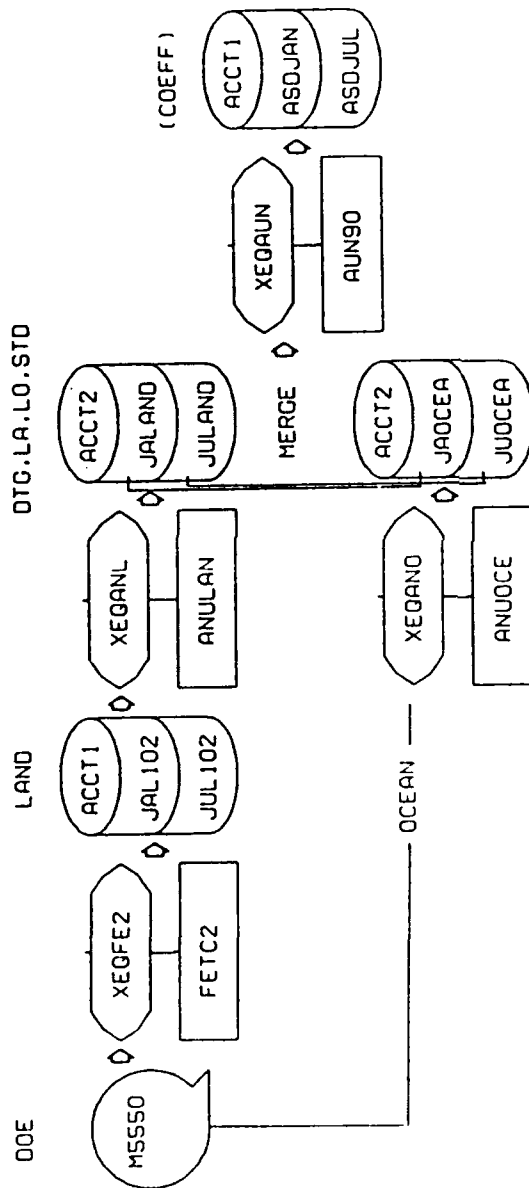 DOE
LAND
DTG.LA.LO.STD
(COEFF)
M5550
XEQFE2
FETC2
ACCT1
JAL102
JUL102
XEQANL
ANULAN
ACCT2
JALAND
JULAND
MERGE
XEQAUN
AUN90
ACCT1
ASDJAN
ASDJUL
OCEAN
XEQANO
ANUOCE
ACCT2
JAOCEA
JUOCEA